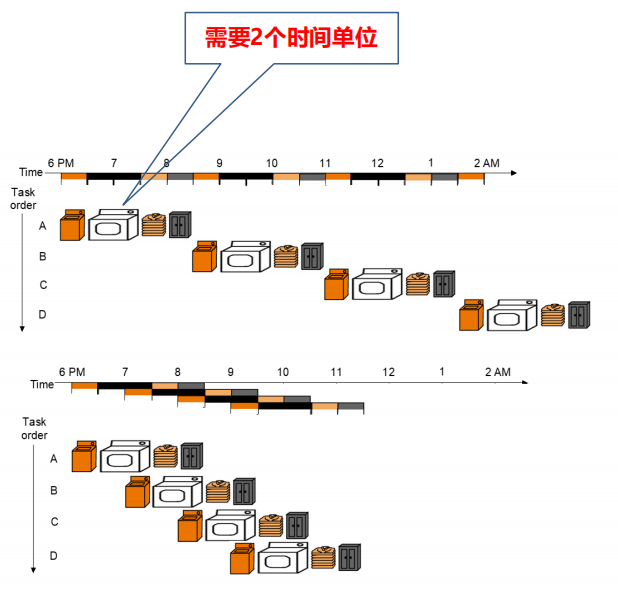 需要2个时间单位
6 PM 7 8 9 10 11 12 1 2 AM
Time
Task
order
A
B
C
D
6 PM 7 8 9 10 11 12 1 2 AM
Time
Task
order
A
B
C
D